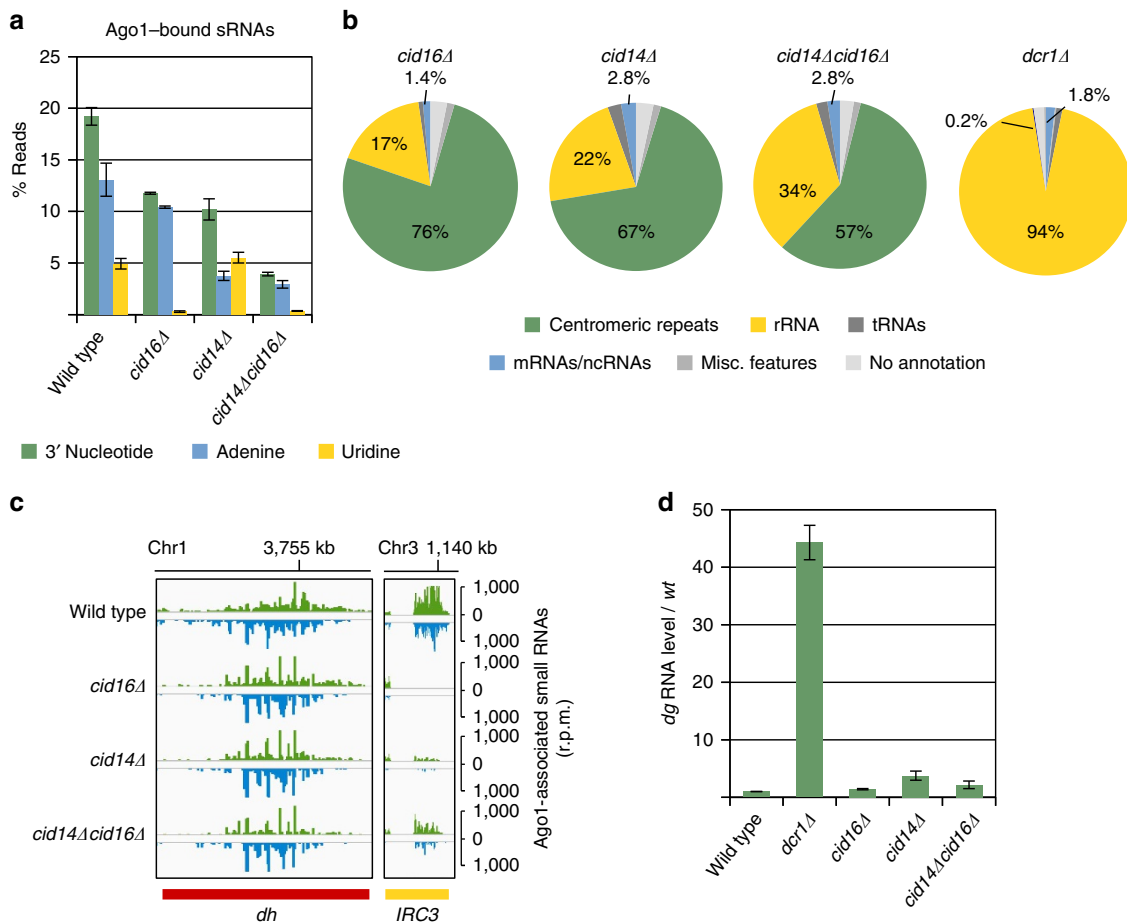 a
Ago1–bound sRNAs
% Reads
25
20
15
10
5
Wild type
cid16Δ
cid14Δ
cid14Δcid16Δ
3′ Nucleotide
Adenine
Uridine
b
cid16Δ
1.4%
17%
76%
cid14Δ
2.8%
22%
67%
cid14Δcid16Δ
2.8%
34%
57%
dcr1Δ
1.8%
0.2%
94%
Centromeric repeats
rRNA
tRNAs
mRNAs/ncRNAs
Misc. features
No annotation
c
Chr1
3,755 kb
Chr3 1,140 kb
Wild type
1,000
0
1,000
cid16Δ
1,000
0
1,000
cid14Δ
1,000
0
1,000
cid14Δcid16Δ
1,000
0
1,000
Ago1-associated small RNAs
(r.p.m.)
dh
IRC3
d
dg RNA level / wt
50
40
30
20
10
Wild type
dcr1Δ
cid16Δ
cid14Δ
cid14Δcid16Δ